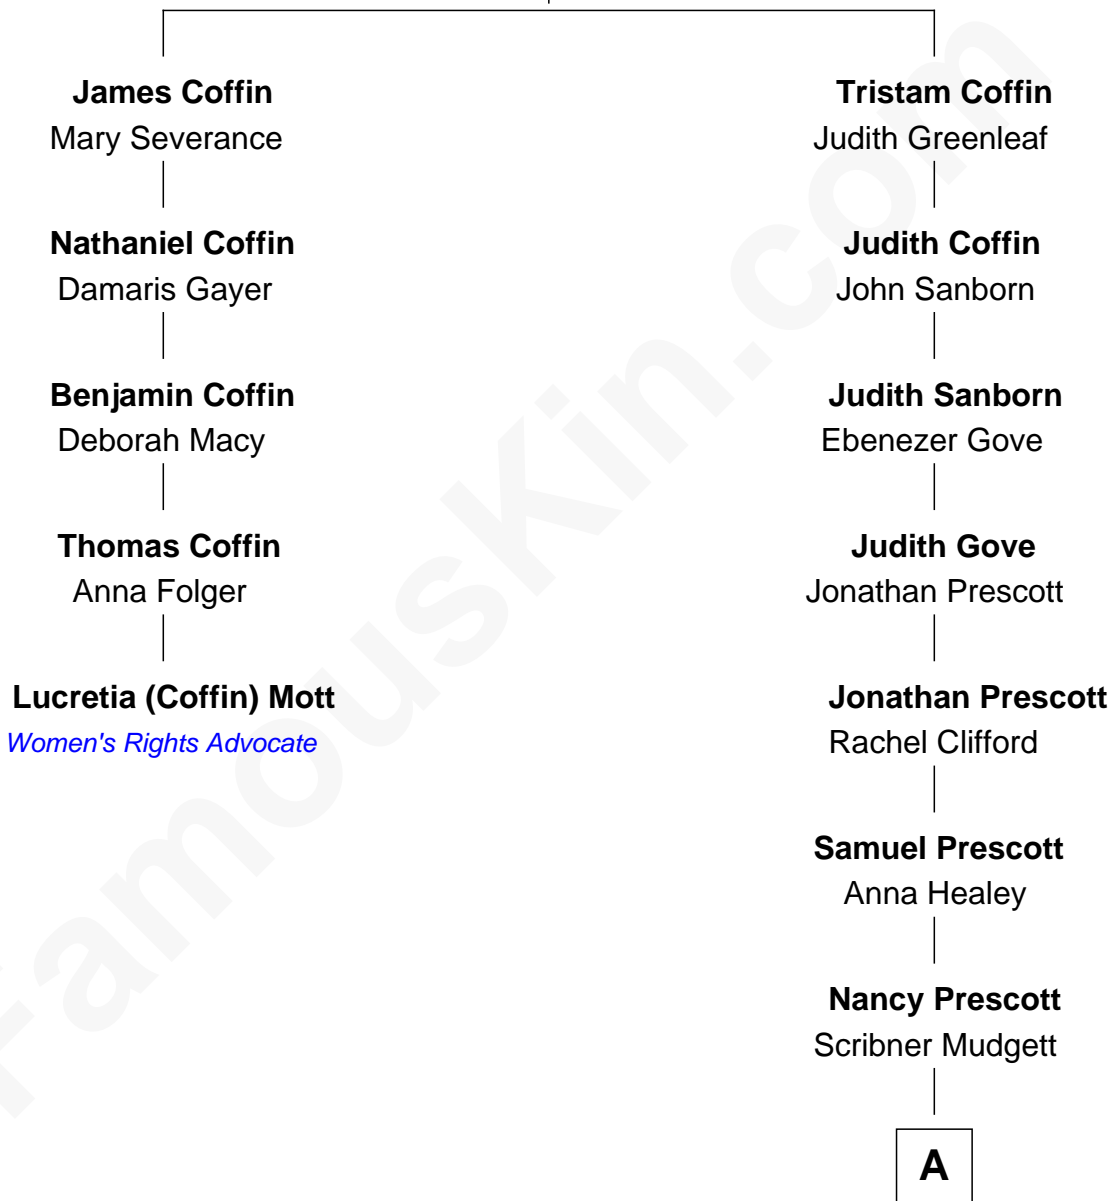 James Coffin
Mary Severance
Nathaniel Coffin
Damaris Gayer
Benjamin Coffin
Deborah Macy
Thomas Coffin
Anna Folger
Lucretia (Coffin) Mott
Women's Rights Advocate
Tristam Coffin
Judith Greenleaf
Judith Coffin
John Sanborn
Judith Sanborn
Ebenezer Gove
Judith Gove
Jonathan Prescott
Jonathan Prescott
Rachel Clifford
Samuel Prescott
Anna Healey
Nancy Prescott
Scribner Mudgett
A
FamousKin.com